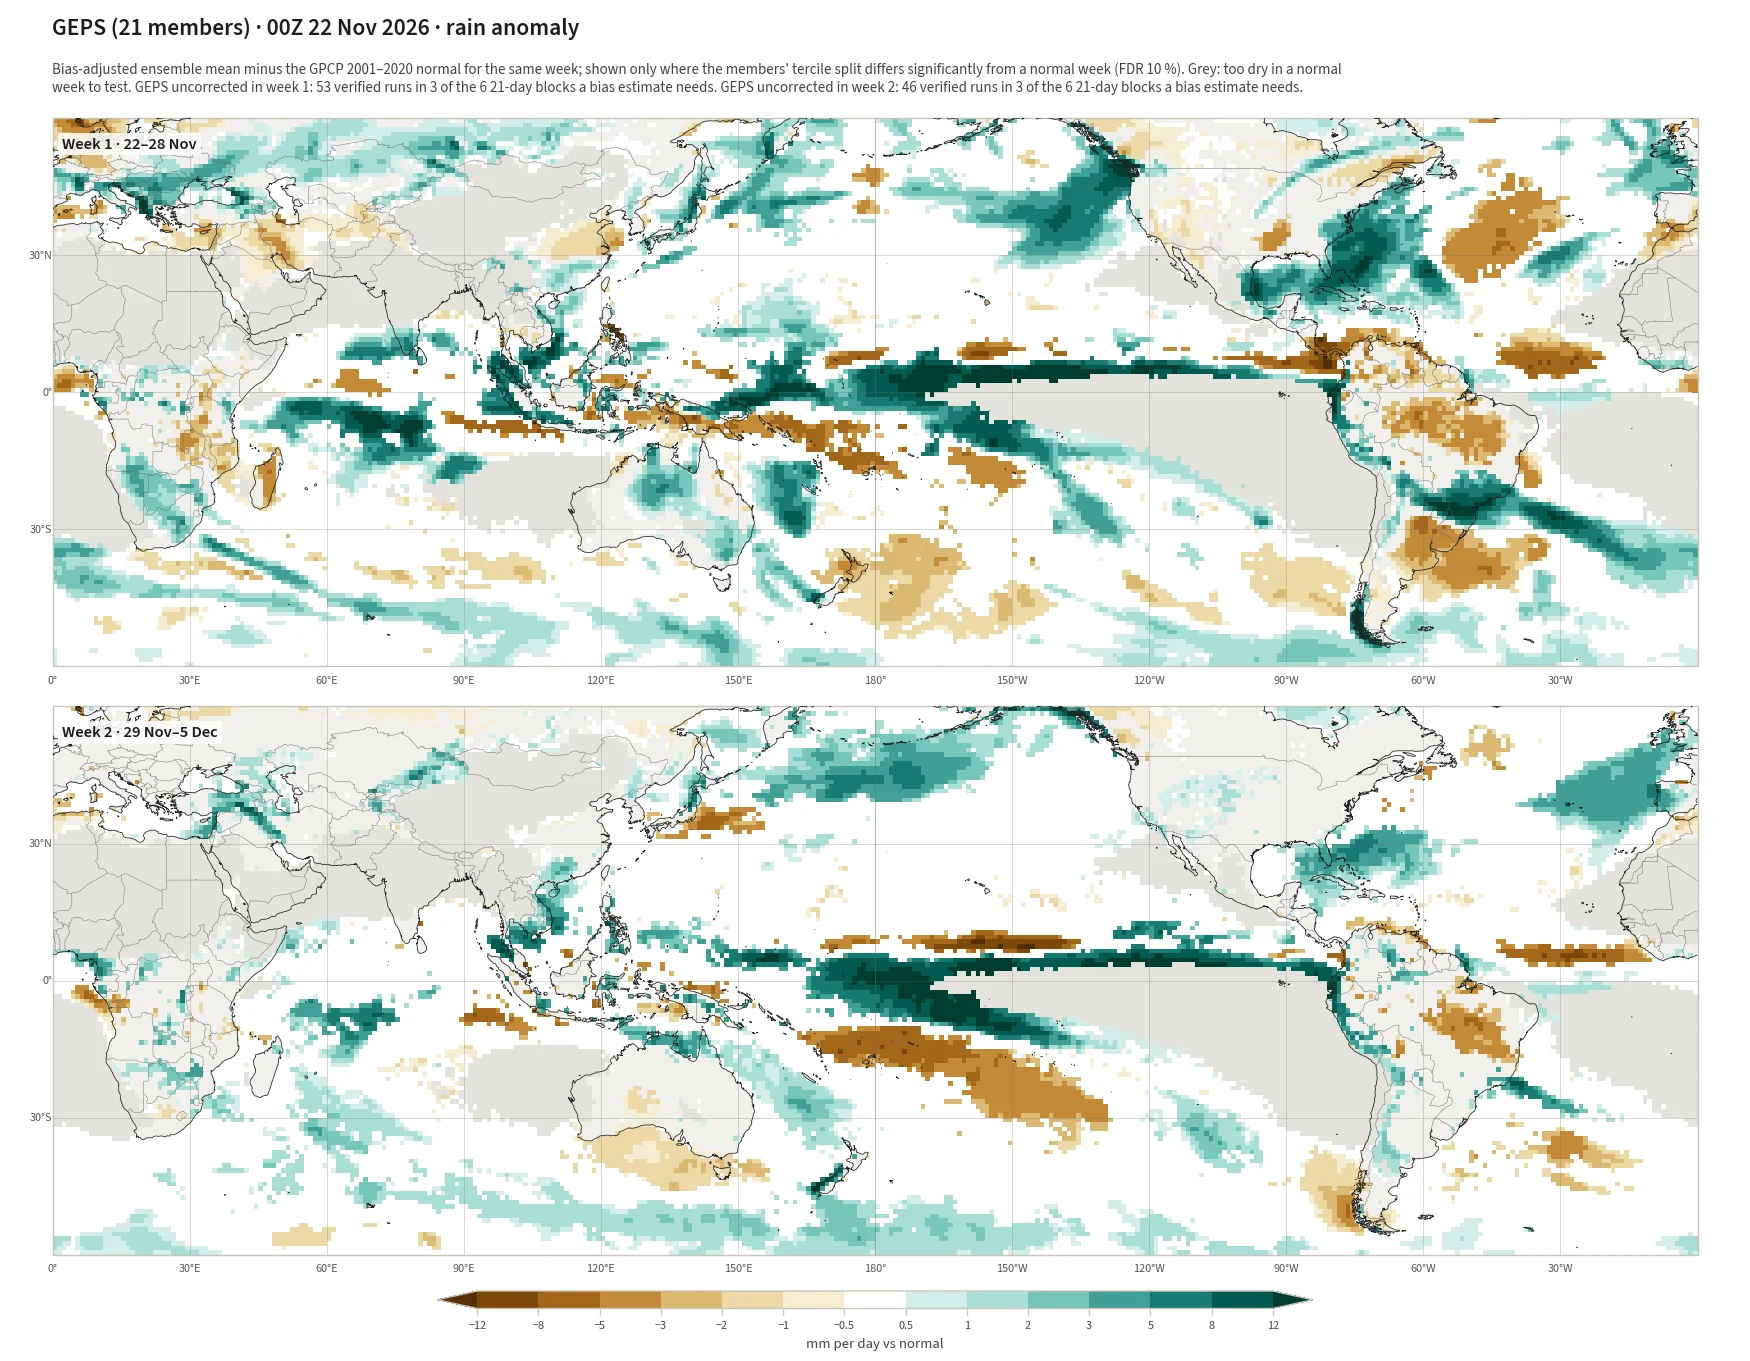 GEPS (21 members) · 00Z 22 Nov 2026 · rain anomaly
Bias-adjusted ensemble mean minus the GPCP 2001–2020 normal for the same week; shown only where the members' tercile split differs significantly from a normal week (FDR 10 %). Grey: too dry in a normal
week to test. GEPS uncorrected in week 1: 53 verified runs in 3 of the 6 21-day blocks a bias estimate needs. GEPS uncorrected in week 2: 46 verified runs in 3 of the 6 21-day blocks a bias estimate needs.
Week 1 · 22–28 Nov
30°N
0°
30°S
0° 30°E 60°E 90°E 120°E 150°E 180° 150°W 120°W 90°W 60°W 30°W
Week 2 · 29 Nov–5 Dec
30°N
0°
30°S
0° 30°E 60°E 90°E 120°E 150°E 180° 150°W 120°W 90°W 60°W 30°W
−12 −8 −5 −3 −2 −1 −0.5 0.5 1 2 3 5 8 12
mm per day vs normal